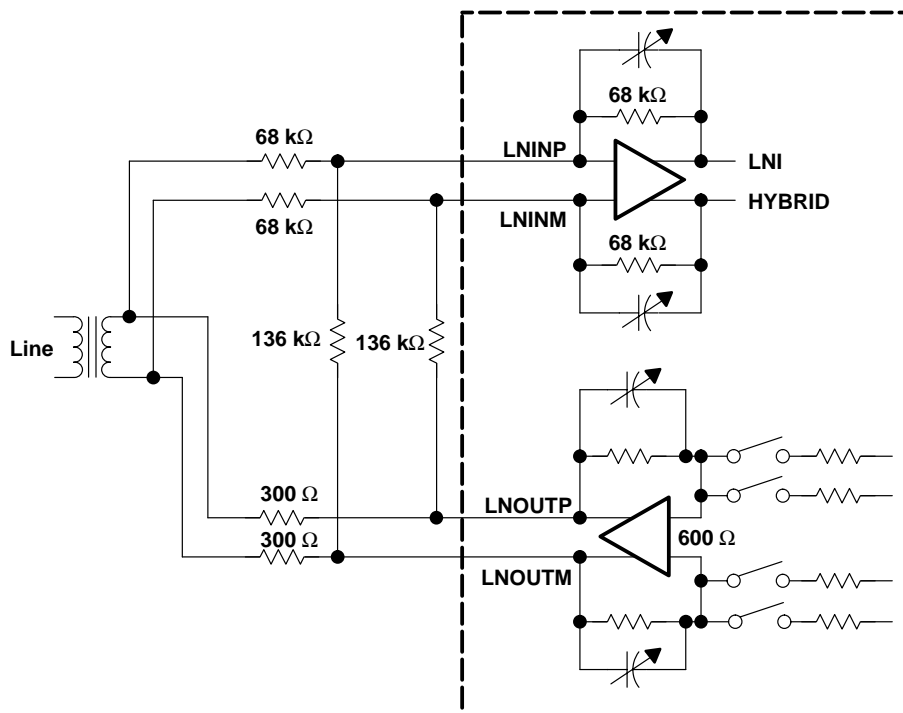 68 kΩ
68 kΩ
LNINP
LNI
68 kΩ
LNINM
HYBRID
68 kΩ
Line
136 kΩ
136 kΩ
300 Ω
LNOUTP
300 Ω
600 Ω
LNOUTM